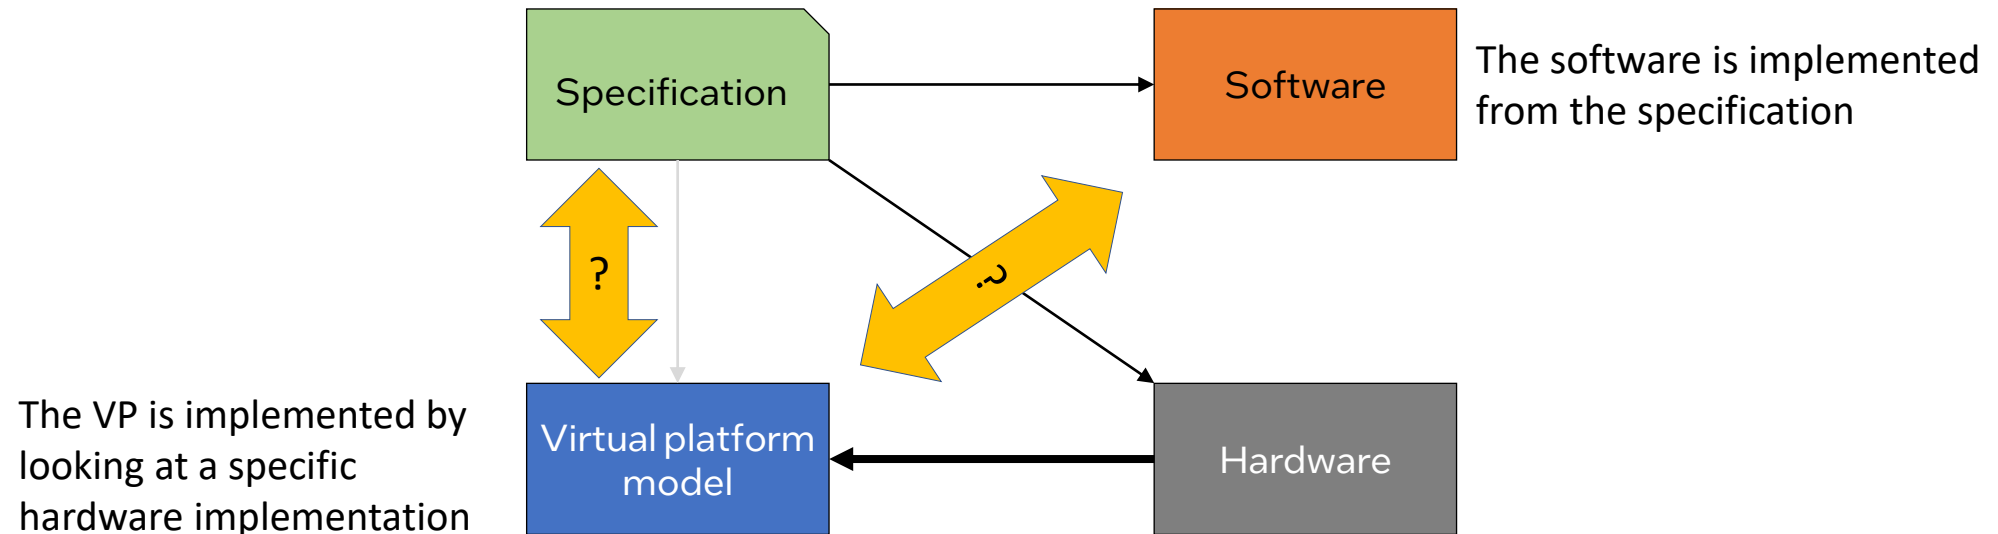 Specification
Software
The software is implemented
from the specification
?
?
The VP is implemented by
looking at a specific
hardware implementation
Virtual platform
model
Hardware